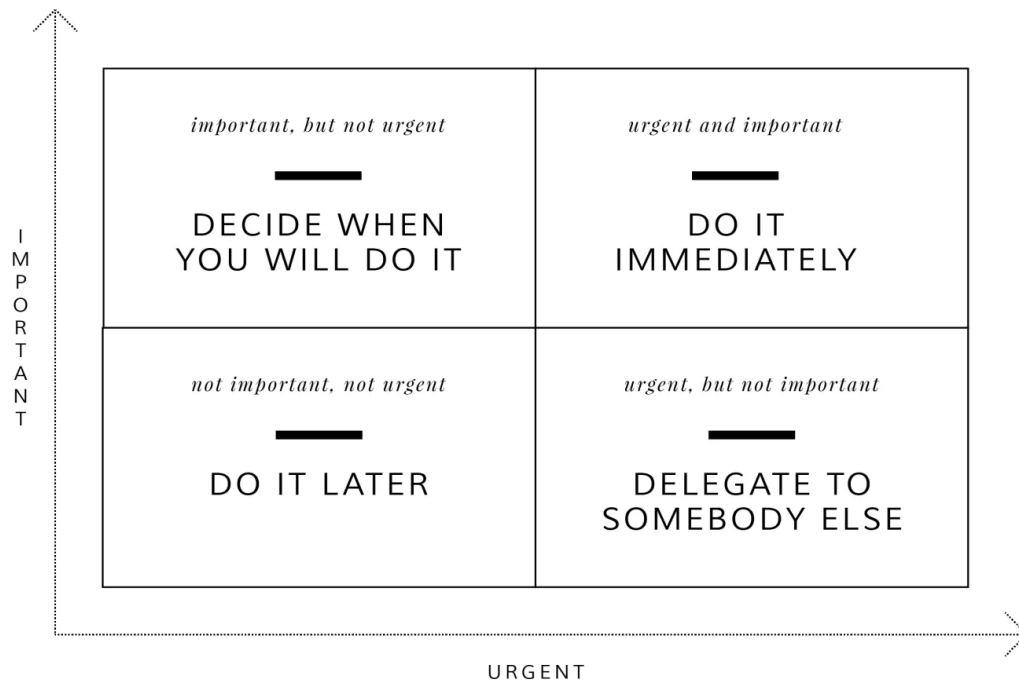 IMPORTANT
important, but not urgent
DECIDE WHEN
YOU WILL DO IT
urgent and important
DO IT
IMMEDIATELY
not important, not urgent
DO IT LATER
urgent, but not important
DELEGATE TO
SOMEBODY ELSE
URGENT